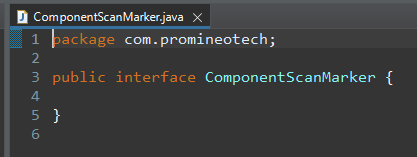 ComponentScanMarker.java
1 package com.promineotech;
2
3 public interface ComponentScanMarker {
4
5 }
6